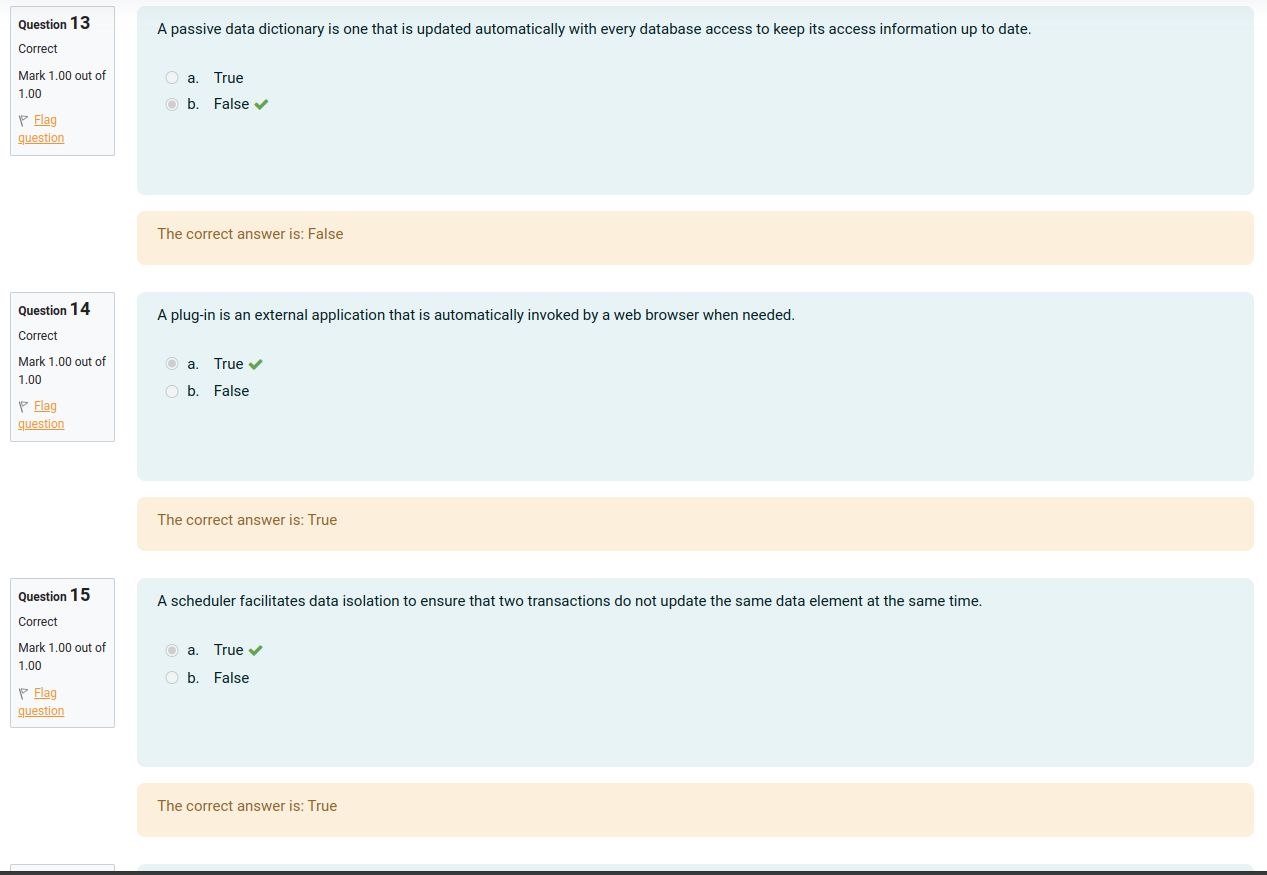 Question 13
Correct
Mark 1.00 out of
1.00
Flag
question
A passive data dictionary is one that is updated automatically with every database access to keep its access information up to date.
a. True
b. False
The correct answer is: False
Question 14
Correct
Mark 1.00 out of
1.00
Flag
question
A plug-in is an external application that is automatically invoked by a web browser when needed.
a. True
b. False
The correct answer is: True
Question 15
Correct
Mark 1.00 out of
1.00
Flag
question
A scheduler facilitates data isolation to ensure that two transactions do not update the same data element at the same time.
a. True
b. False
The correct answer is: True